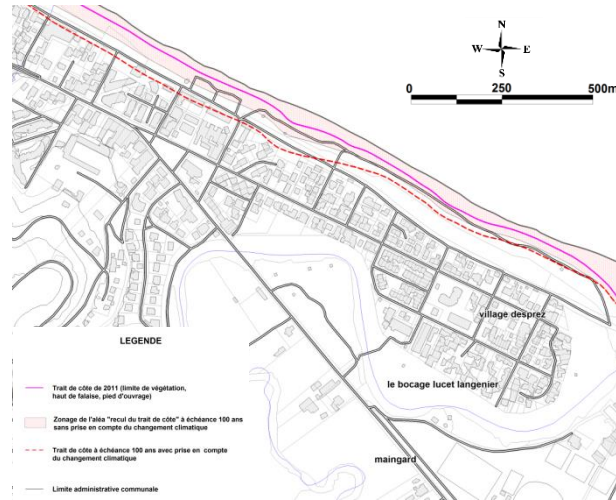 N
W E
S
0 250 500m
village desprez
le bocage lucet langenier
maingard
LEGENDE
Trait de côte de 2011 (limite de végétation,
haut de falaise, pied d'ouvrage)
Zonage de l'aléa "recul du trait de côte" à échéance 100 ans
sans prise en compte du changement climatique
Trait de côte à échéance 100 ans avec prise en compte
du changement climatique
Limite administrative communale